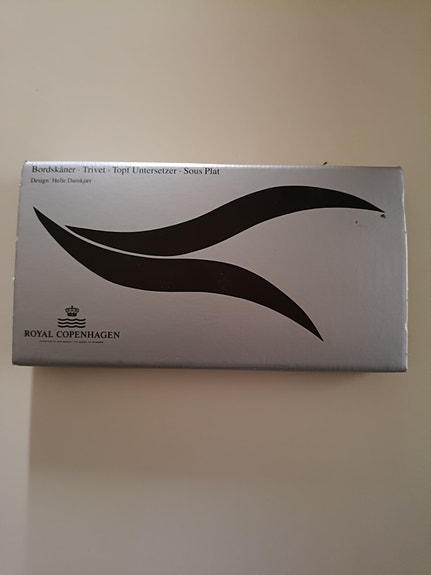 Bordskåner · Trivet · Topf Untersetzer · Sous Plat
Design: Helle Damkjær
ROYAL COPENHAGEN